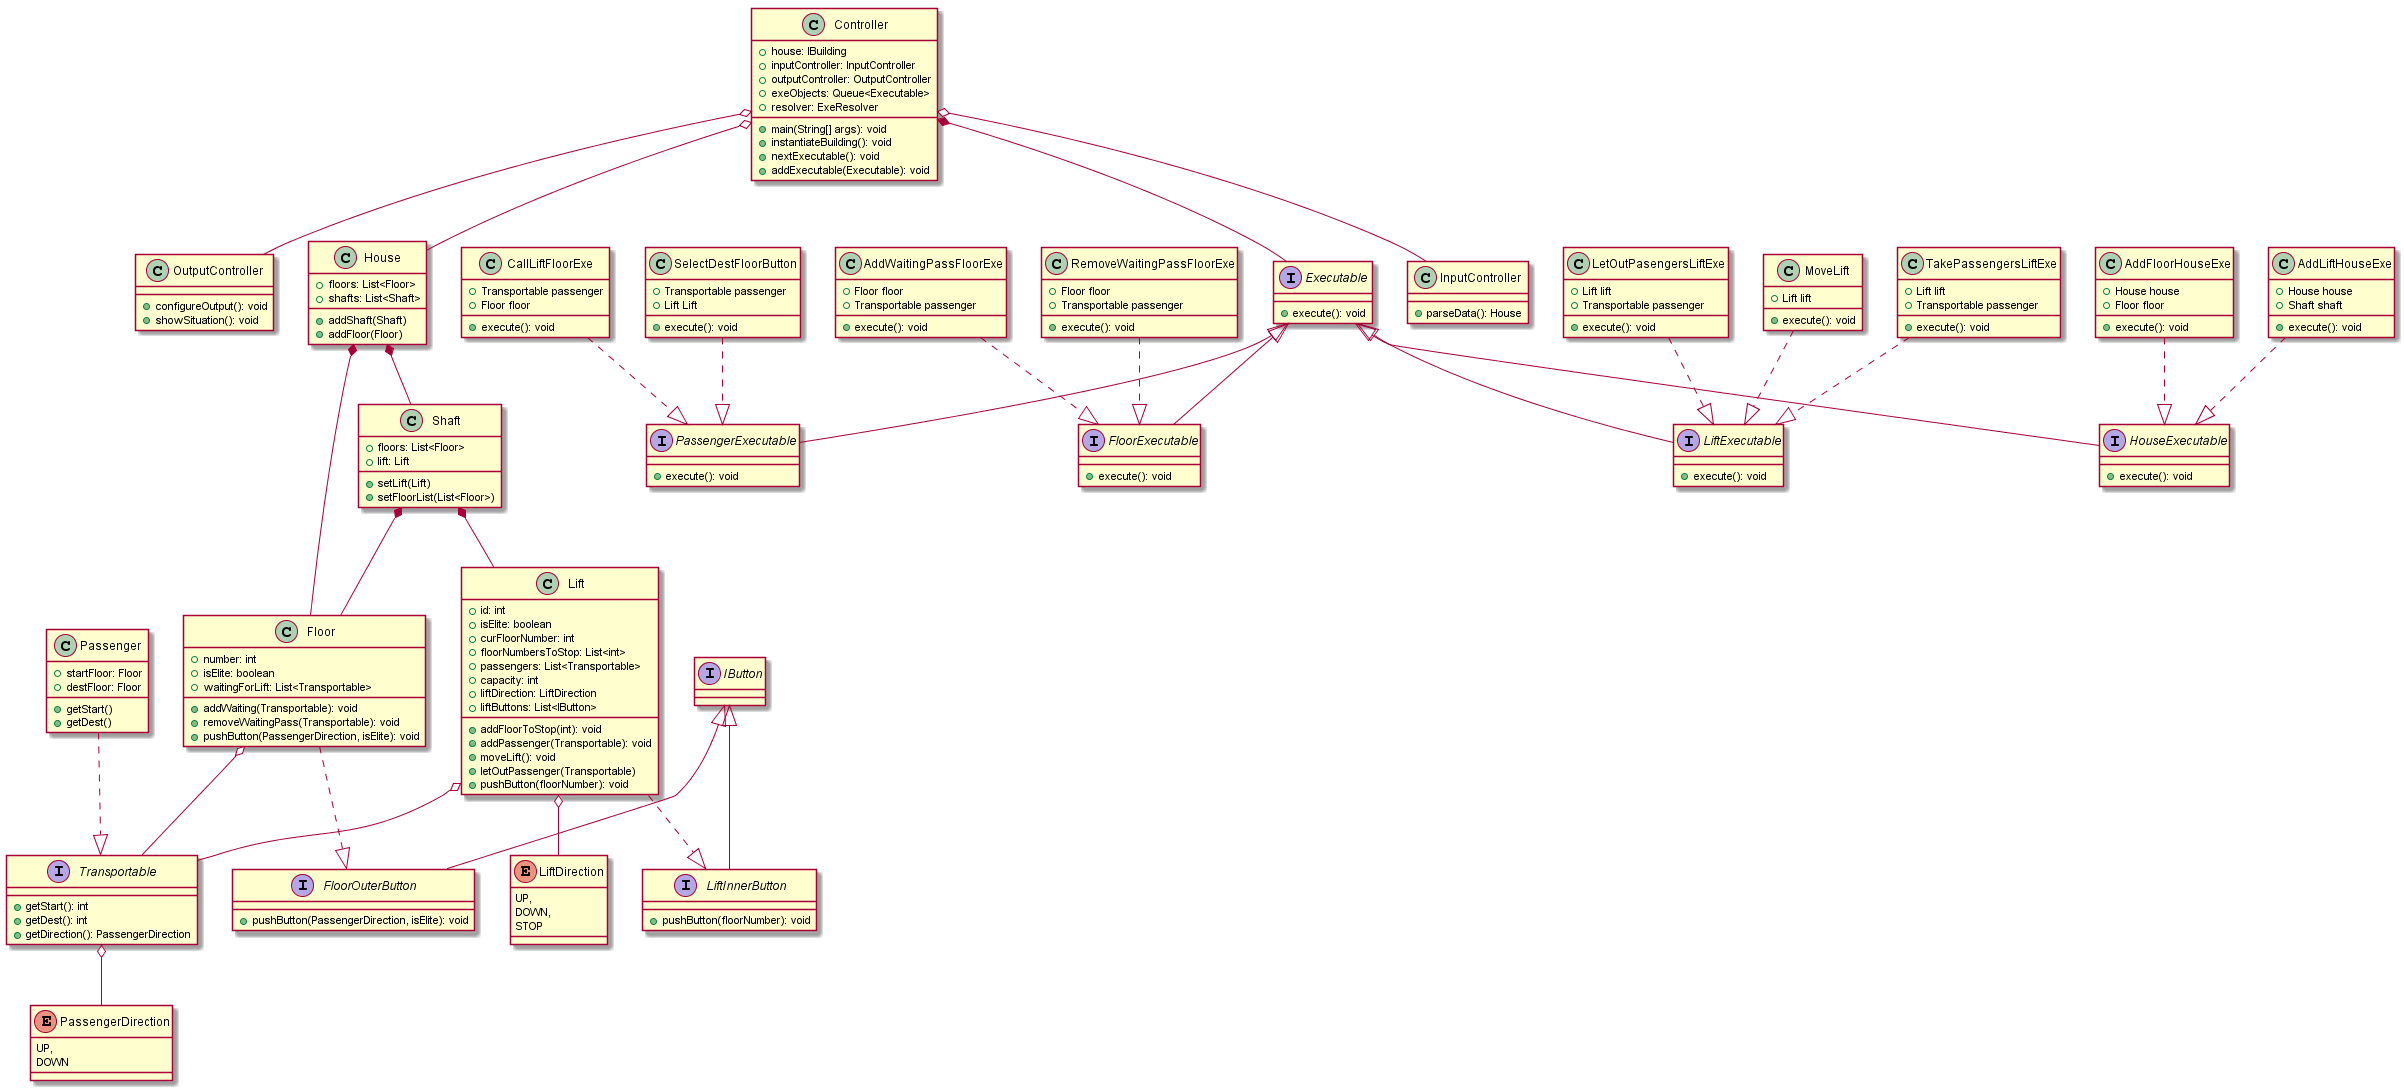 C Controller
house: IBuilding
inputController: InputController
outputController: OutputController
exeObjects: Queue<Executable>
resolver: ExeResolver
main(String[] args): void
instantiateBuilding(): void
nextExecutable(): void
addExecutable(Executable): void
C OutputController
configureOutput(): void
showSituation(): void
C House
floors: List<Floor>
shafts: List<Shaft>
addShaft(Shaft)
addFloor(Floor)
C CallLiftFloorExe
Transportable passenger
Floor floor
execute(): void
C SelectDestFloorButton
Transportable passenger
Lift Lift
execute(): void
C AddWaitingPassFloorExe
Floor floor
Transportable passenger
execute(): void
C RemoveWaitingPassFloorExe
Floor floor
Transportable passenger
execute(): void
I Executable
execute(): void
C InputController
parseData(): House
C LetOutPasengersLiftExe
Lift lift
Transportable passenger
execute(): void
C MoveLift
Lift lift
execute(): void
C TakePassengersLiftExe
Lift lift
Transportable passenger
execute(): void
C AddFloorHouseExe
House house
Floor floor
execute(): void
C AddLiftHouseExe
House house
Shaft shaft
execute(): void
C Shaft
floors: List<Floor>
lift: Lift
setLift(Lift)
setFloorList(List<Floor>)
I PassengerExecutable
execute(): void
I FloorExecutable
execute(): void
I LiftExecutable
execute(): void
I HouseExecutable
execute(): void
C Passenger
startFloor: Floor
destFloor: Floor
getStart()
getDest()
C Floor
number: int
isElite: boolean
waitingForLift: List<Transportable>
addWaiting(Transportable): void
removeWaitingPass(Transportable): void
pushButton(PassengerDirection, isElite): void
C Lift
id: int
isElite: boolean
curFloorNumber: int
floorNumbersToStop: List<int>
passengers: List<Transportable>
capacity: int
liftDirection: LiftDirection
liftButtons: List<IButton>
addFloorToStop(int): void
addPassenger(Transportable): void
moveLift(): void
letOutPassenger(Transportable)
pushButton(floorNumber): void
I IButton
I Transportable
getStart(): int
getDest(): int
getDirection(): PassengerDirection
I FloorOuterButton
pushButton(PassengerDirection, isElite): void
E LiftDirection
UP,
DOWN,
STOP
I LiftInnerButton
pushButton(floorNumber): void
E PassengerDirection
UP,
DOWN